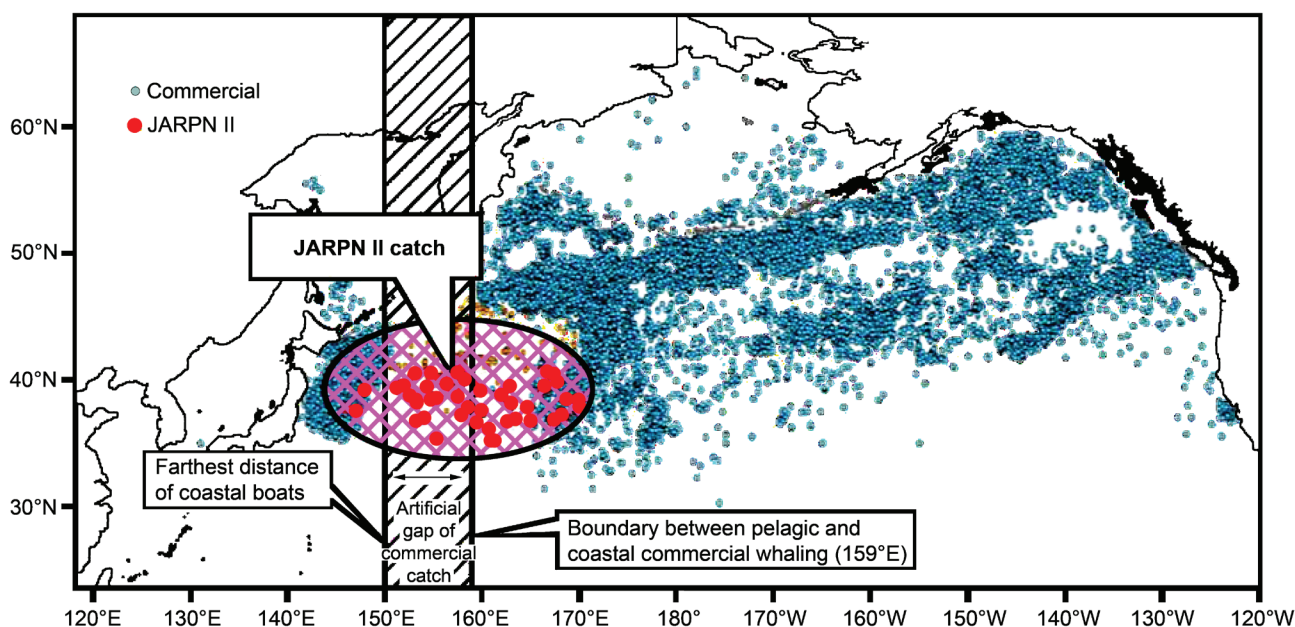 Commercial
JARPN II
60°N
50°N
40°N
30°N
JARPN II catch
Farthest distance
of coastal boats
Artificial
gap of
commercial
catch
Boundary between pelagic and
coastal commercial whaling (159°E)
120°E 130°E 140°E 150°E 160°E 170°E 180° 170°W 160°W 150°W 140°W 130°W 120°W